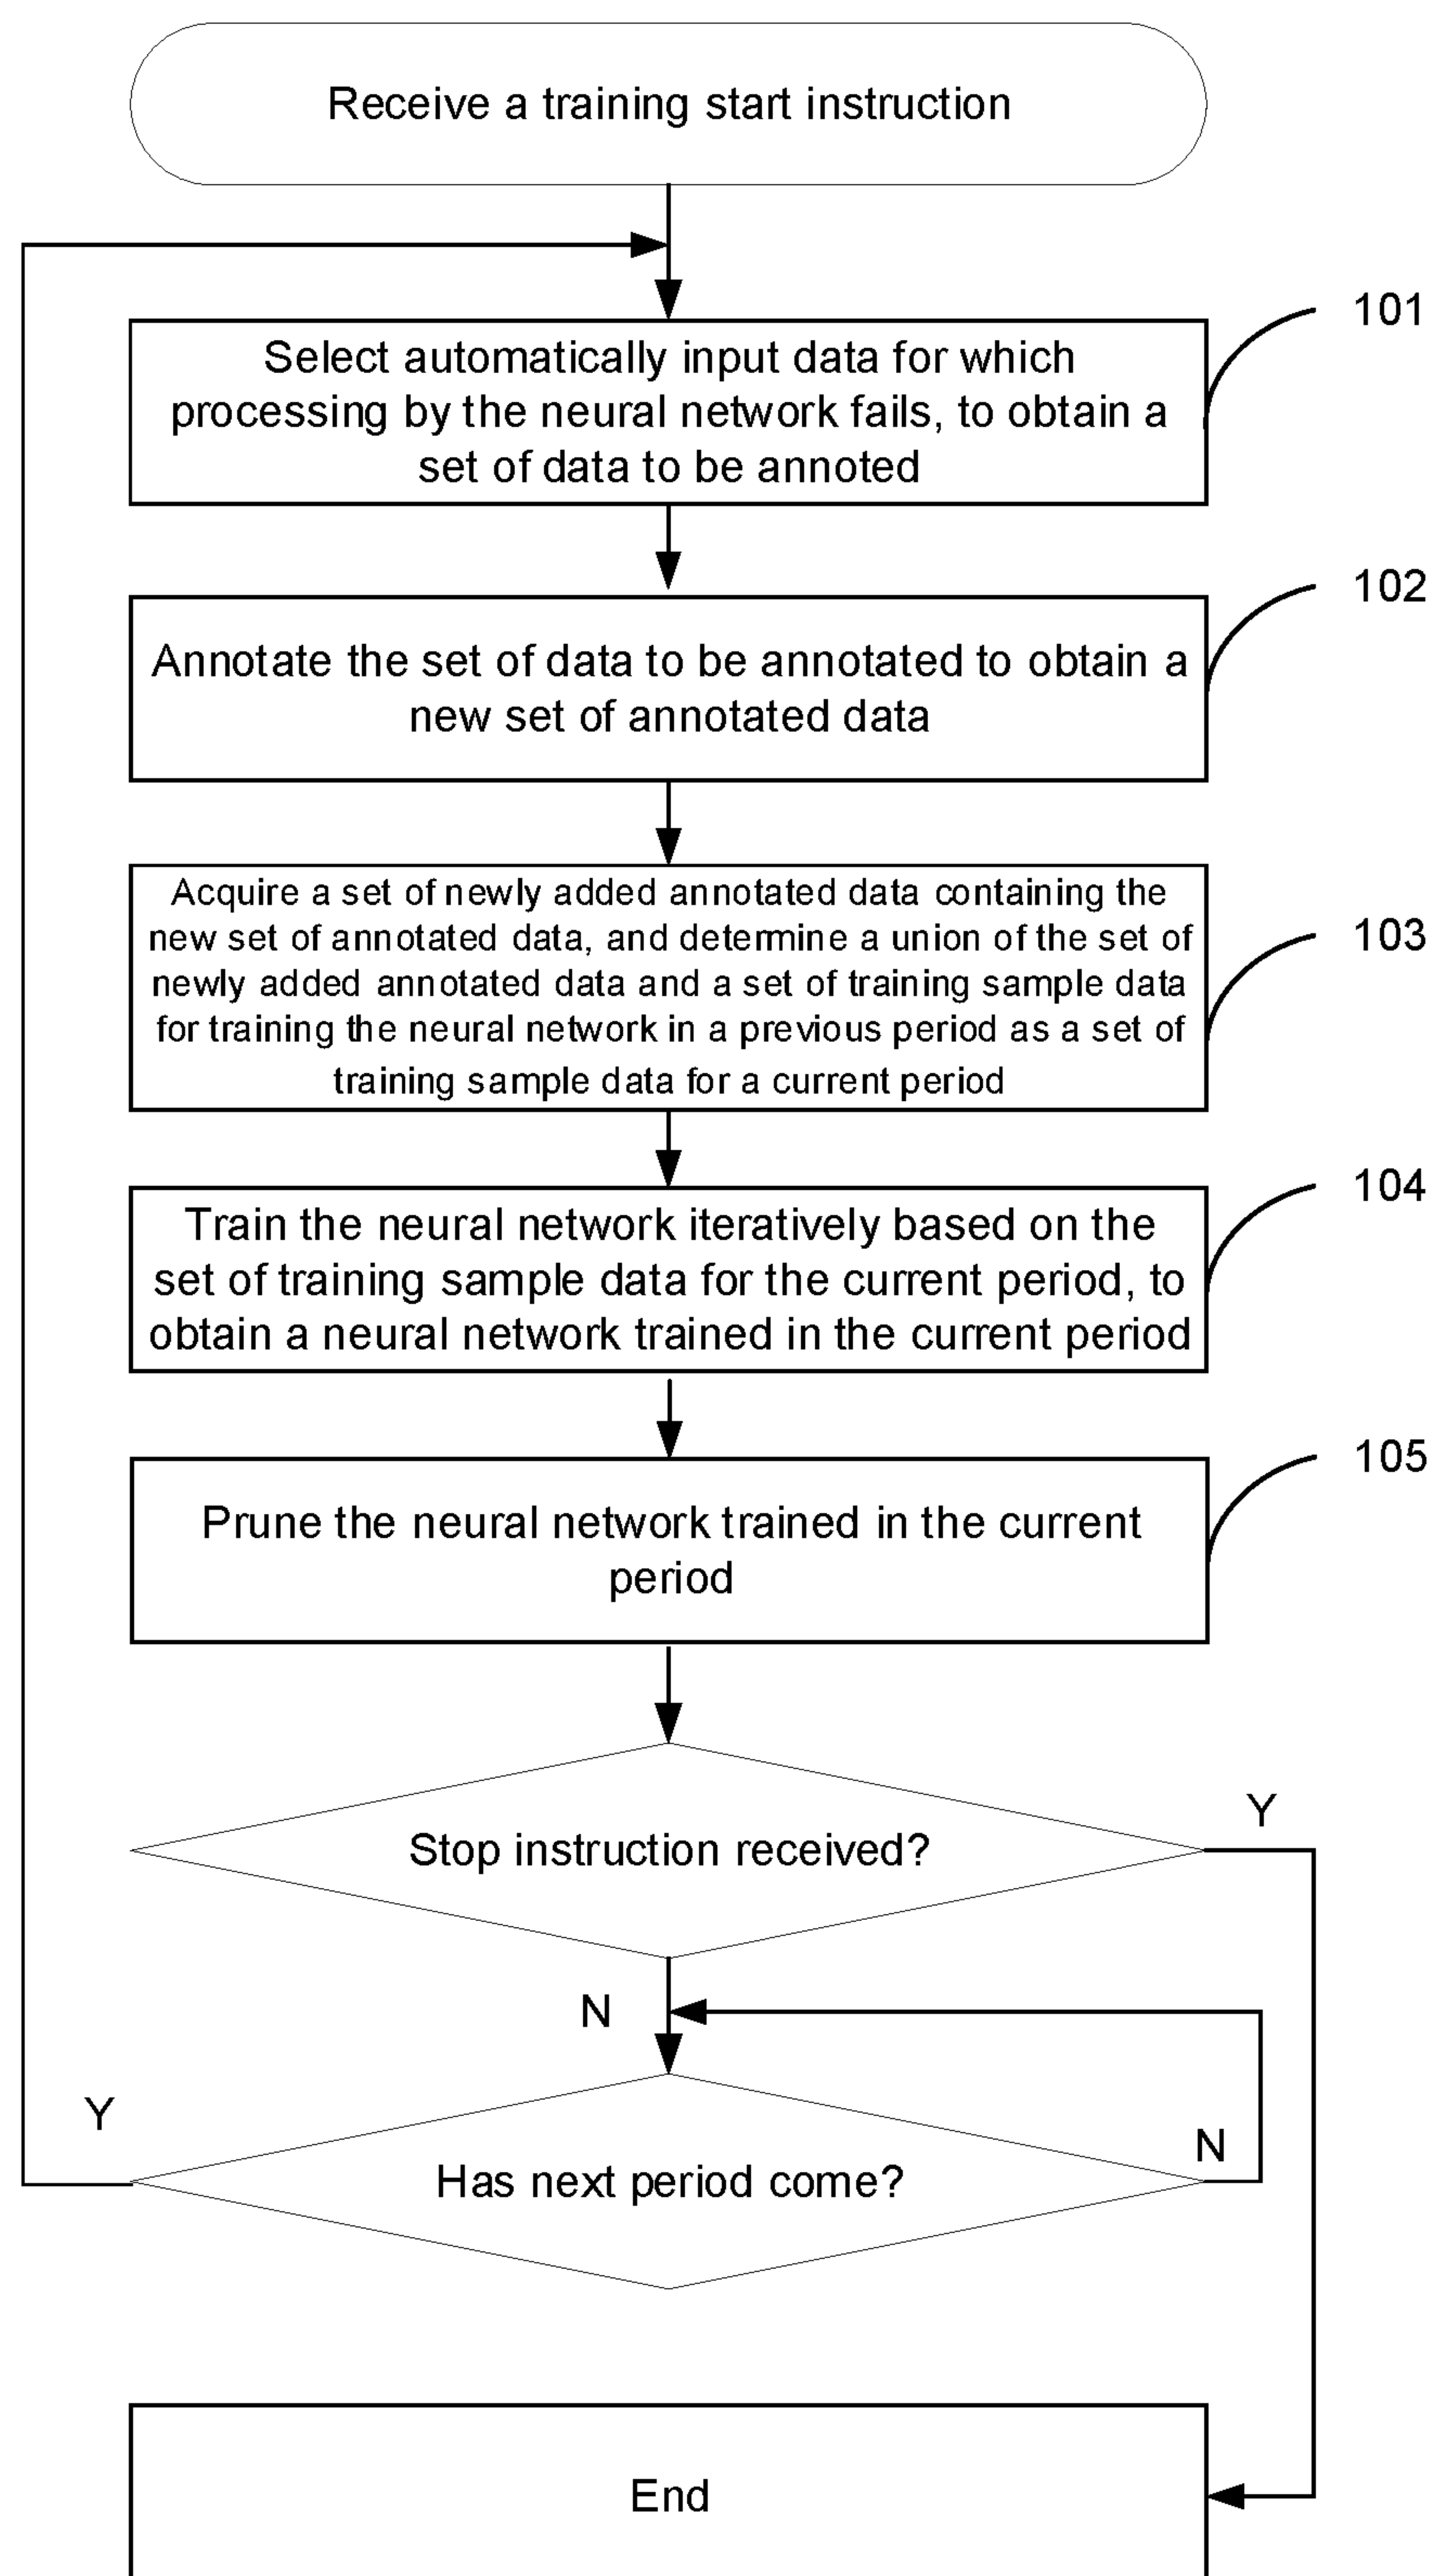 Receive a training start instruction
101
Select automatically input data for which
processing by the neural network fails, to obtain a
set of data to be annoted
102
Annotate the set of data to be annotated to obtain a
new set of annotated data
103
Acquire a set of newly added annotated data containing the
new set of annotated data, and determine a union of the set of
newly added annotated data and a set of training sample data
for training the neural network in a previous period as a set of
training sample data for a current period
104
Train the neural network iteratively based on the
set of training sample data for the current period, to
obtain a neural network trained in the current period
105
Prune the neural network trained in the current
period
Y
Stop instruction received?
N
Y
N
Has next period come?
End